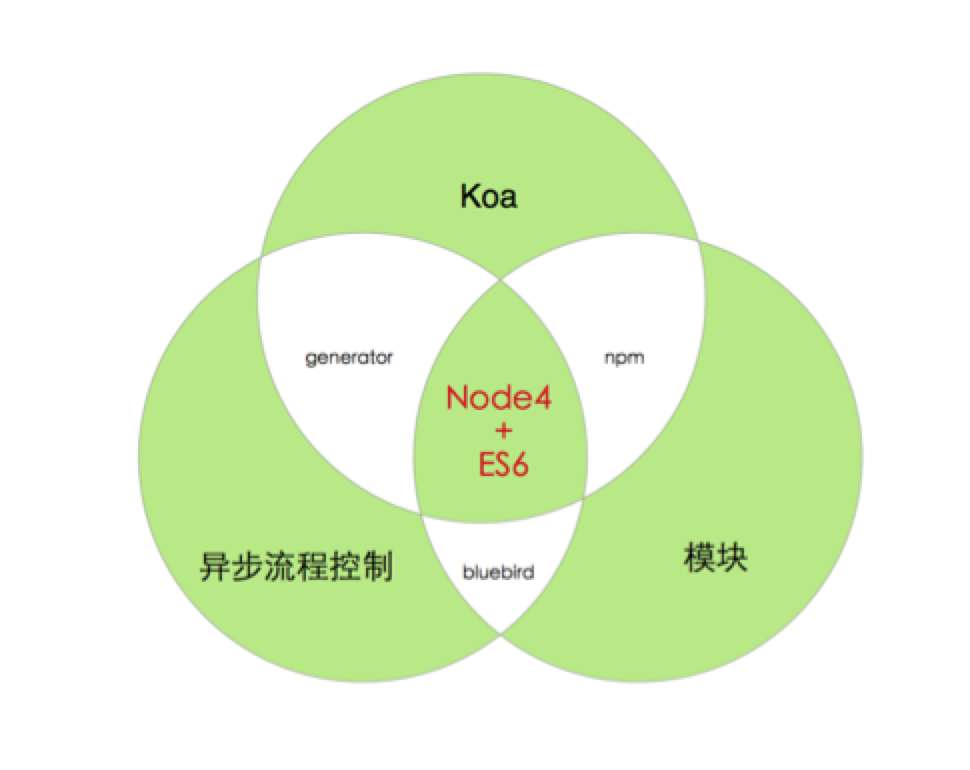 Koa
generator
npm
Node4
+
ES6
异步流程控制
模块
bluebird